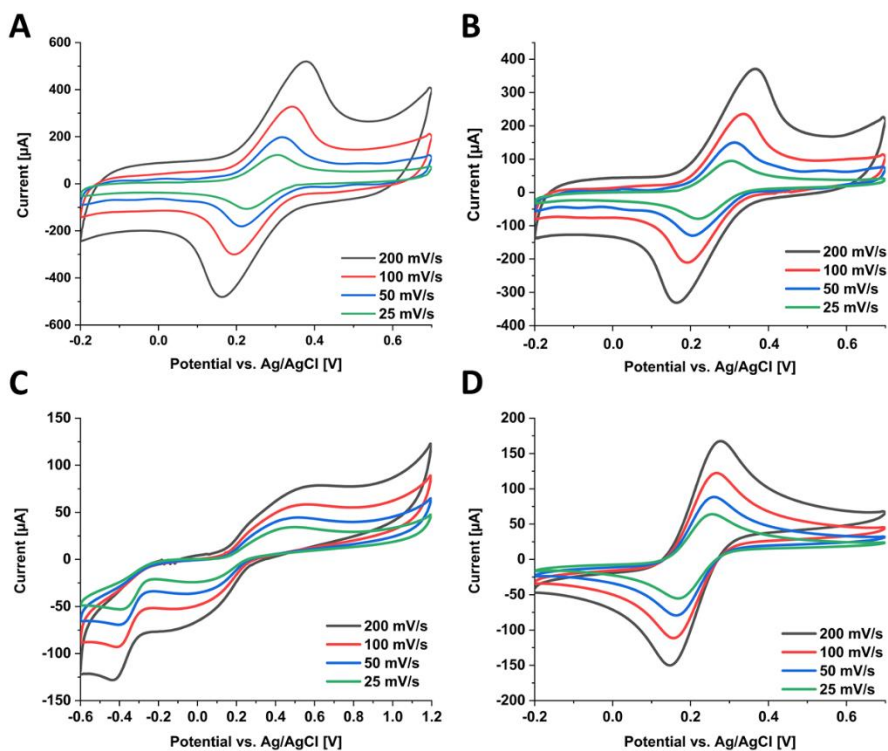 A
600
400
200
0
-200
-400
-600
Current [µA]
-0.2 0.0 0.2 0.4 0.6
Potential vs. Ag/AgCl [V]
200 mV/s
100 mV/s
50 mV/s
25 mV/s
B
400
300
200
100
0
-100
-200
-300
-400
Current [µA]
-0.2 0.0 0.2 0.4 0.6
Potential vs. Ag/AgCl [V]
200 mV/s
100 mV/s
50 mV/s
25 mV/s
C
150
125
100
75
50
25
0
-25
-50
-75
-100
-125
-150
Current [µA]
-0.6 -0.4 -0.2 0.0 0.2 0.4 0.6 0.8 1.0 1.2
Potential vs. Ag/AgCl [V]
200 mV/s
100 mV/s
50 mV/s
25 mV/s
D
200
150
100
50
0
-50
-100
-150
-200
Current [µA]
-0.2 0.0 0.2 0.4 0.6
Potential vs. Ag/AgCl [V]
200 mV/s
100 mV/s
50 mV/s
25 mV/s